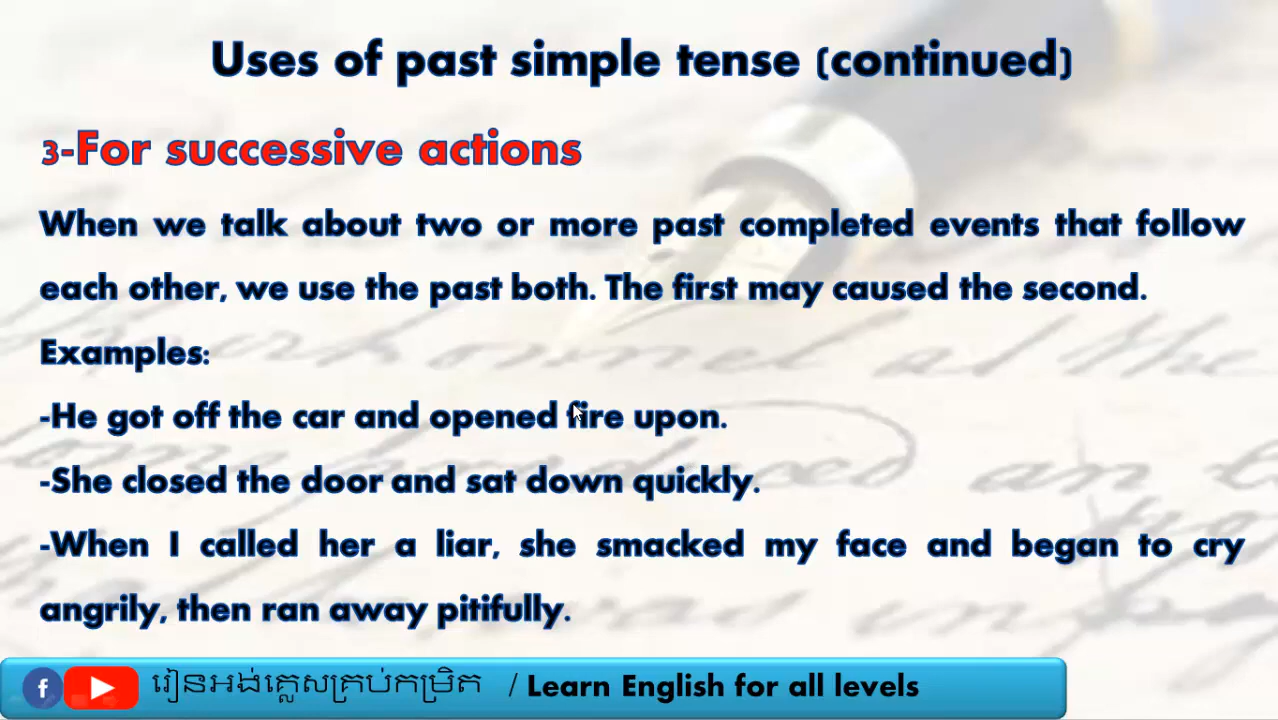 Uses of past simple tense (continued)
3-For successive actions
When we talk about two or more past completed events that follow
each other, we use the past both. The first may caused the second.
Examples:
-He got off the car and opened fire upon.
-She closed the door and sat down quickly.
-When I called her a liar, she smacked my face and began to cry
angrily, then ran away pitifully.
រៀនអង់គ្លេសគ្រប់កម្រិត / Learn English for all levels